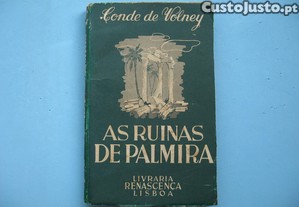 CustoJusto.pt
Conde de Volney
AS RUINAS
DE PALMIRA
LIVRARIA
RENASCENÇA
LISBOA